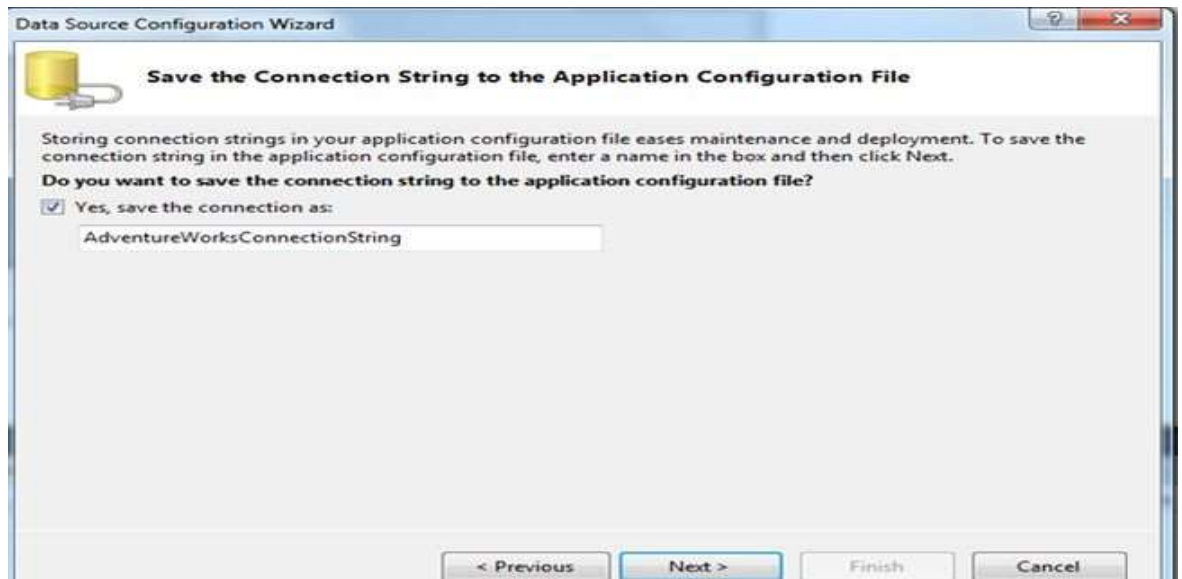 Data Source Configuration Wizard
Save the Connection String to the Application Configuration File
Storing connection strings in your application configuration file eases maintenance and deployment. To save the
connection string in the application configuration file, enter a name in the box and then click Next.
Do you want to save the connection string to the application configuration file?
Yes, save the connection as:
AdventureWorksConnectionString
< Previous
Next >
Finish
Cancel